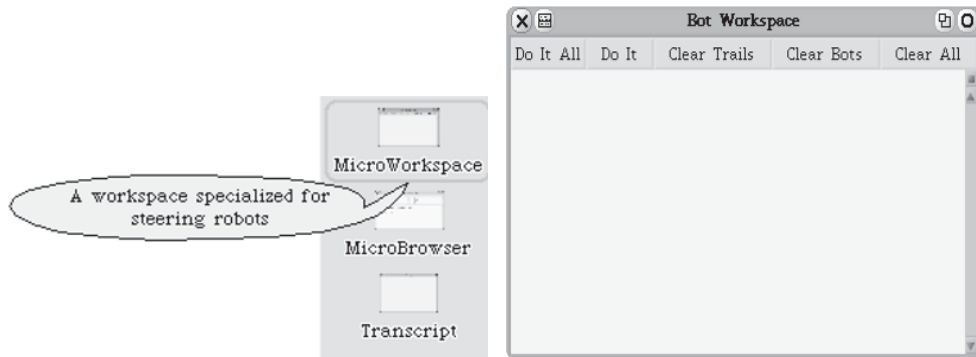 MicroWorkspace
A workspace specialized for
steering robots
MicroBrowser
Transcript
Bot Workspace
Do It All Do It Clear Trails Clear Bots Clear All